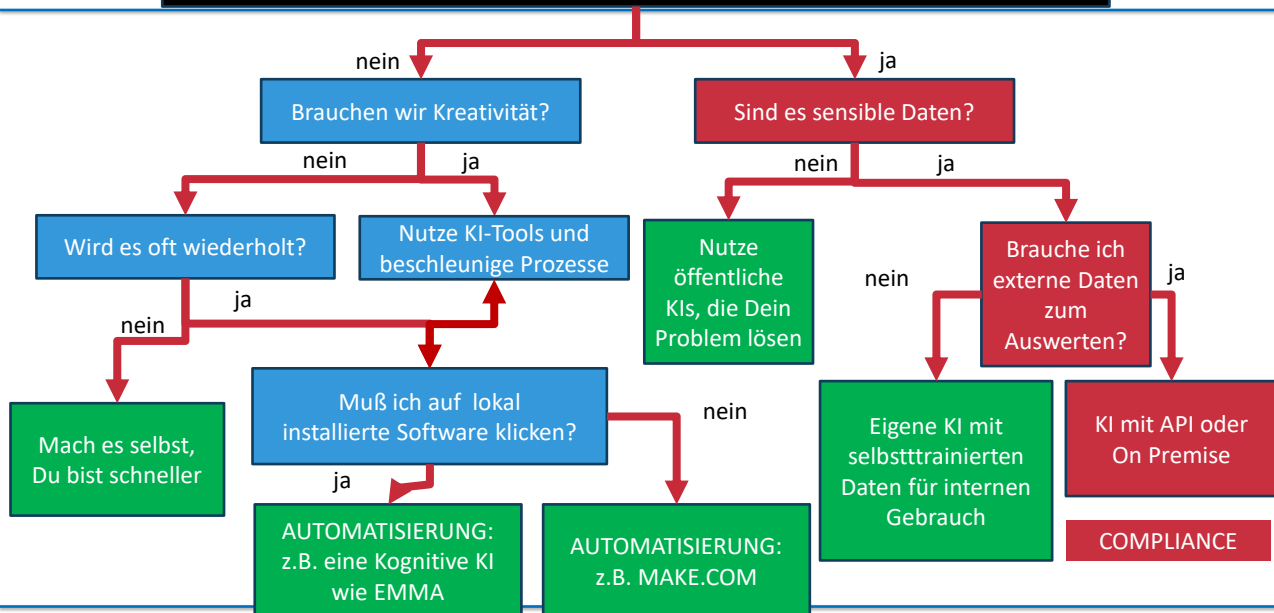 nein
ja
Brauchen wir Kreativität?
Sind es sensible Daten?
nein
ja
nein
ja
Wird es oft wiederholt?
Nutze KI-Tools und
beschleunige Prozesse
Nutze
öffentliche
KIs, die Dein
Problem lösen
nein
Brauche ich
externe Daten
zum
Auswerten?
ja
nein
ja
Mach es selbst,
Du bist schneller
Muß ich auf lokal
installierte Software klicken?
nein
ja
Eigene KI mit
selbstttrainierten
Daten für internen
Gebrauch
KI mit API oder
On Premise
AUTOMATISIERUNG:
z.B. eine Kognitive KI
wie EMMA
AUTOMATISIERUNG:
z.B. MAKE.COM
COMPLIANCE